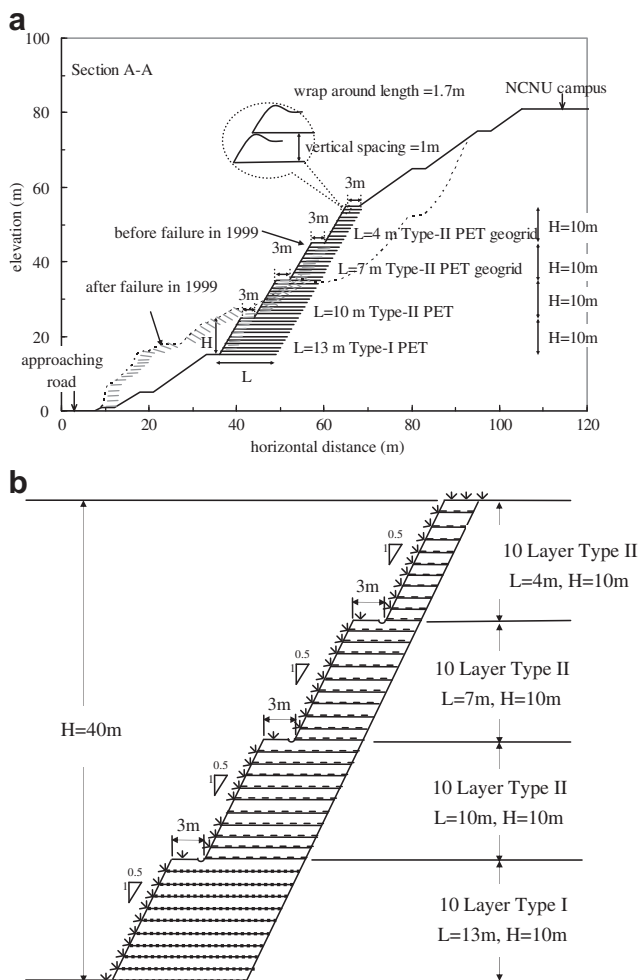 a
100
80
60
40
20
0
elevation (m)
Section A-A
NCNU campus
wrap around length =1.7m
vertical spacing =1m
3m
3m
before failure in 1999
L=4 m Type-II PET geogrid
H=10m
3m
L=7 m Type-II PET geogrid
H=10m
after failure in 1999
3m
L=10 m Type-II PET
H=10m
H
L=13 m Type-I PET
H=10m
approaching
road
L
0
20
40
60
80
100
120
horizontal distance (m)
b
0.5
1
10 Layer Type II
L=4m, H=10m
3m
0.5
1
10 Layer Type II
L=7m, H=10m
3m
H=40m
0.5
1
10 Layer Type II
L=10m, H=10m
3m
0.5
1
10 Layer Type I
L=13m, H=10m